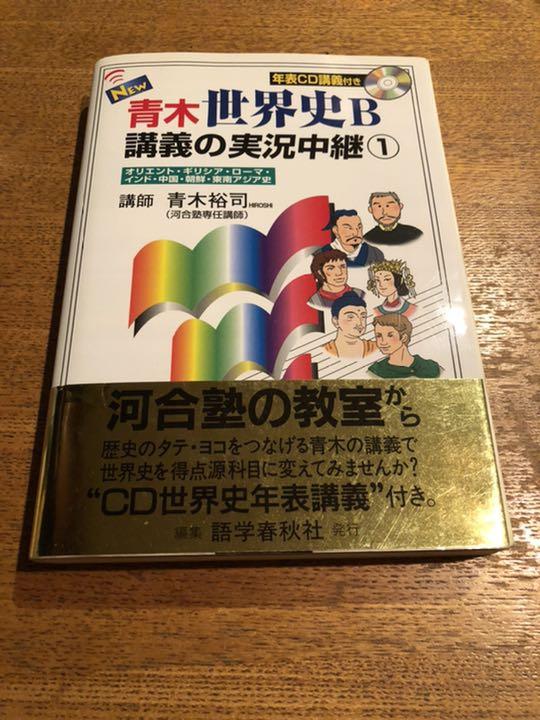 年表CD講義付き
NEW
青木 世界史B
講義の実況中継①
オリエント・ギリシア・ローマ・
インド・中国・朝鮮・東南アジア史
講師 青木裕司 HIROSHI
(河合塾専任講師)
河合塾の教室から
歴史のタテ・ヨコをつなげる青木の講義で
世界史を得点源科目に変えてみませんか?
“CD世界史年表講義”付き。
編集 語学春秋社 発行